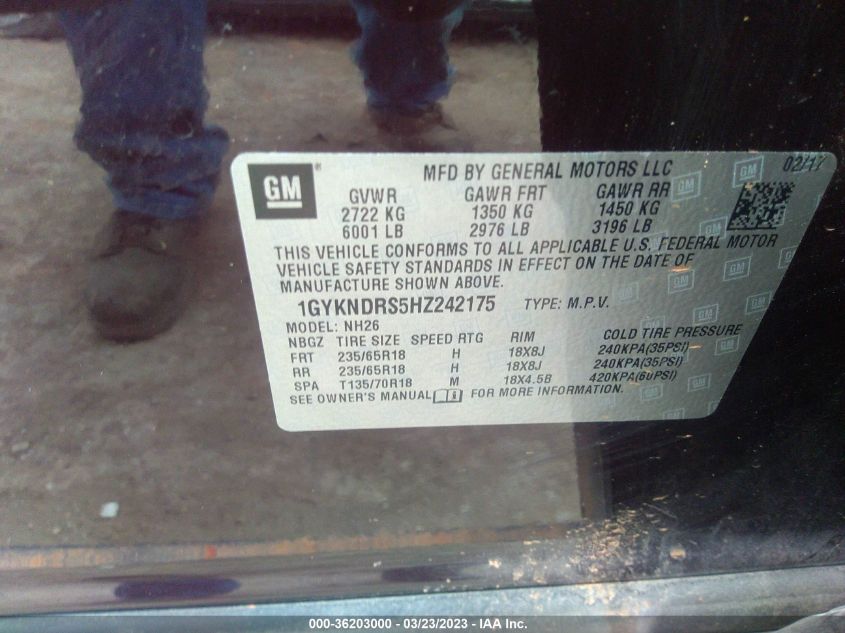 GM
MFD BY GENERAL MOTORS LLC 02/17
GVWR GAWR FRT GAWR RR
2722 KG 1350 KG 1450 KG
6001 LB 2976 LB 3196 LB
THIS VEHICLE CONFORMS TO ALL APPLICABLE U.S. FEDERAL MOTOR
VEHICLE SAFETY STANDARDS IN EFFECT ON THE DATE OF
MANUFACTURE SHOWN ABOVE.
1GYKNDRS5HZ242175 TYPE: M.P.V.
MODEL: NH26
NBGZ TIRE SIZE SPEED RTG RIM COLD TIRE PRESSURE
FRT 235/65R18 H 18X8J 240KPA(35PSI)
RR 235/65R18 H 18X8J 240KPA(35PSI)
SPA T135/70R18 M 18X4.5B 420KPA(60PSI)
SEE OWNER'S MANUAL FOR MORE INFORMATION.
000-36203000 — 03/23/2023 — IAA Inc.